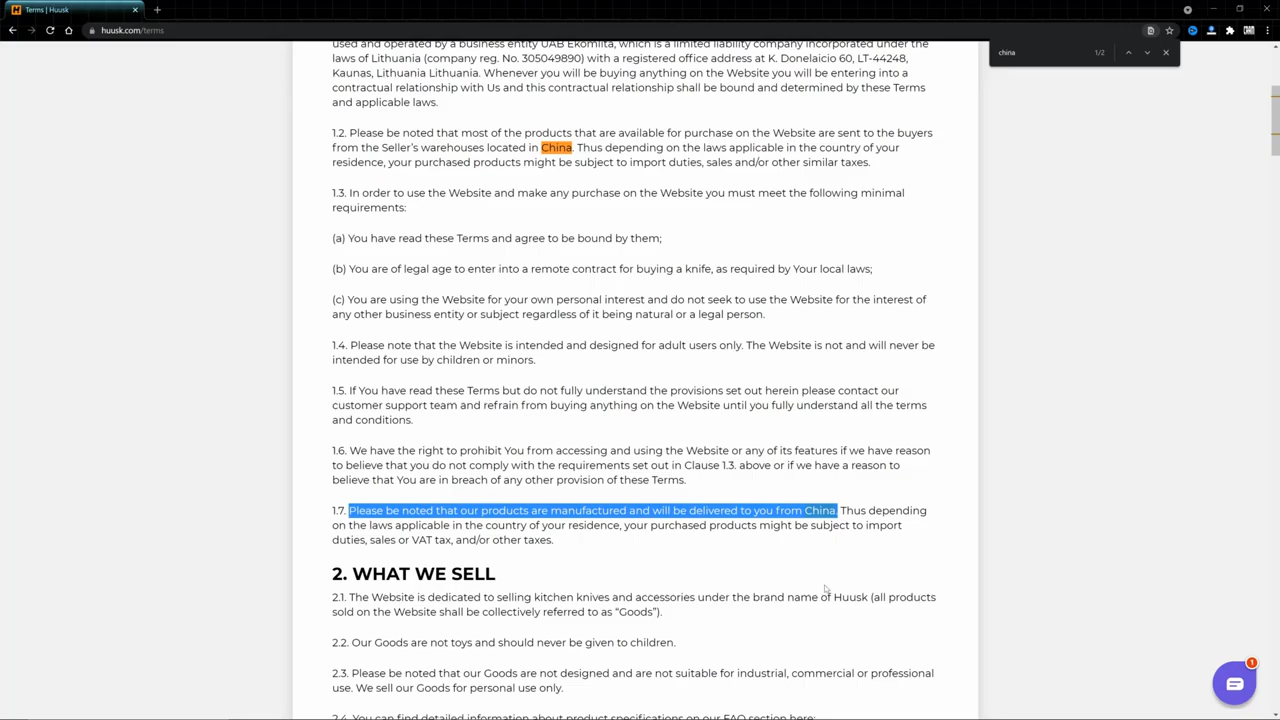 Terms | Huusk
huusk.com/terms
china
1/2
used and operated by a business entity UAB Ekomlita, which is a limited liability company incorporated under the
laws of Lithuania (company reg. No. 305049890) with a registered office address at K. Donelaicio 60, LT-44248,
Kaunas, Lithuania Lithuania. Whenever you will be buying anything on the Website you will be entering into a
contractual relationship with Us and this contractual relationship shall be bound and determined by these Terms
and applicable laws.
1.2. Please be noted that most of the products that are available for purchase on the Website are sent to the buyers
from the Seller's warehouses located in China. Thus depending on the laws applicable in the country of your
residence, your purchased products might be subject to import duties, sales and/or other similar taxes.
1.3. In order to use the Website and make any purchase on the Website you must meet the following minimal
requirements:
(a) You have read these Terms and agree to be bound by them;
(b) You are of legal age to enter into a remote contract for buying a knife, as required by Your local laws;
(c) You are using the Website for your own personal interest and do not seek to use the Website for the interest of
any other business entity or subject regardless of it being natural or a legal person.
1.4. Please note that the Website is intended and designed for adult users only. The Website is not and will never be
intended for use by children or minors.
1.5. If You have read these Terms but do not fully understand the provisions set out herein please contact our
customer support team and refrain from buying anything on the Website until you fully understand all the terms
and conditions.
1.6. We have the right to prohibit You from accessing and using the Website or any of its features if we have reason
to believe that you do not comply with the requirements set out in Clause 1.3. above or if we have a reason to
believe that You are in breach of any other provision of these Terms.
1.7. Please be noted that our products are manufactured and will be delivered to you from China. Thus depending
on the laws applicable in the country of your residence, your purchased products might be subject to import
duties, sales or VAT tax, and/or other taxes.
2. WHAT WE SELL
2.1. The Website is dedicated to selling kitchen knives and accessories under the brand name of Huusk (all products
sold on the Website shall be collectively referred to as “Goods”).
2.2. Our Goods are not toys and should never be given to children.
2.3. Please be noted that our Goods are not designed and are not suitable for industrial, commercial or professional
use. We sell our Goods for personal use only.
2.4. You can find detailed information about product specifications on our FAQ section here:
1